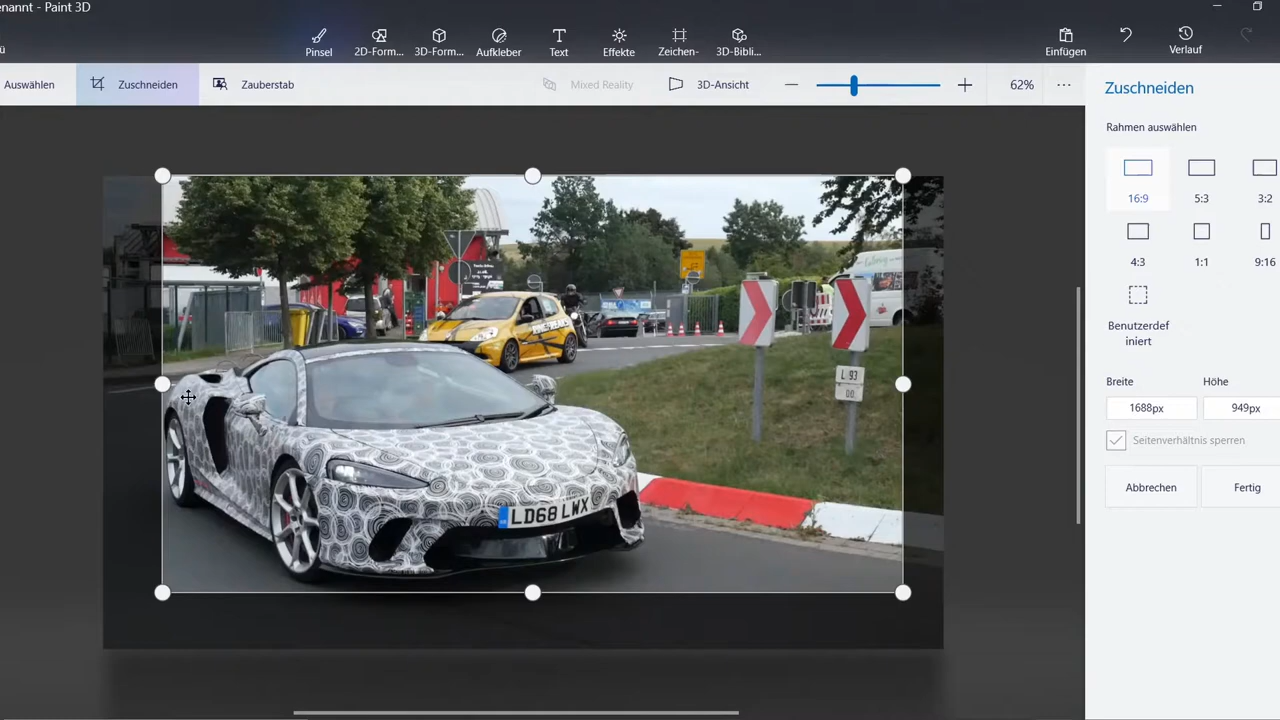 enannt - Paint 3D
Pinsel
2D-Form...
3D-Form...
Aufkleber
Text
Effekte
Zeichen-
3D-Bibli...
Einfügen
Verlauf
Auswählen
Zuschneiden
Zauberstab
Mixed Reality
3D-Ansicht
62%
Zuschneiden
Rahmen auswählen
16:9
5:3
3:2
4:3
1:1
9:16
Benutzerdef
iniert
Breite
Höhe
1688px
949px
Seitenverhältnis sperren
Abbrechen
Fertig
L 93
LD68 LWX